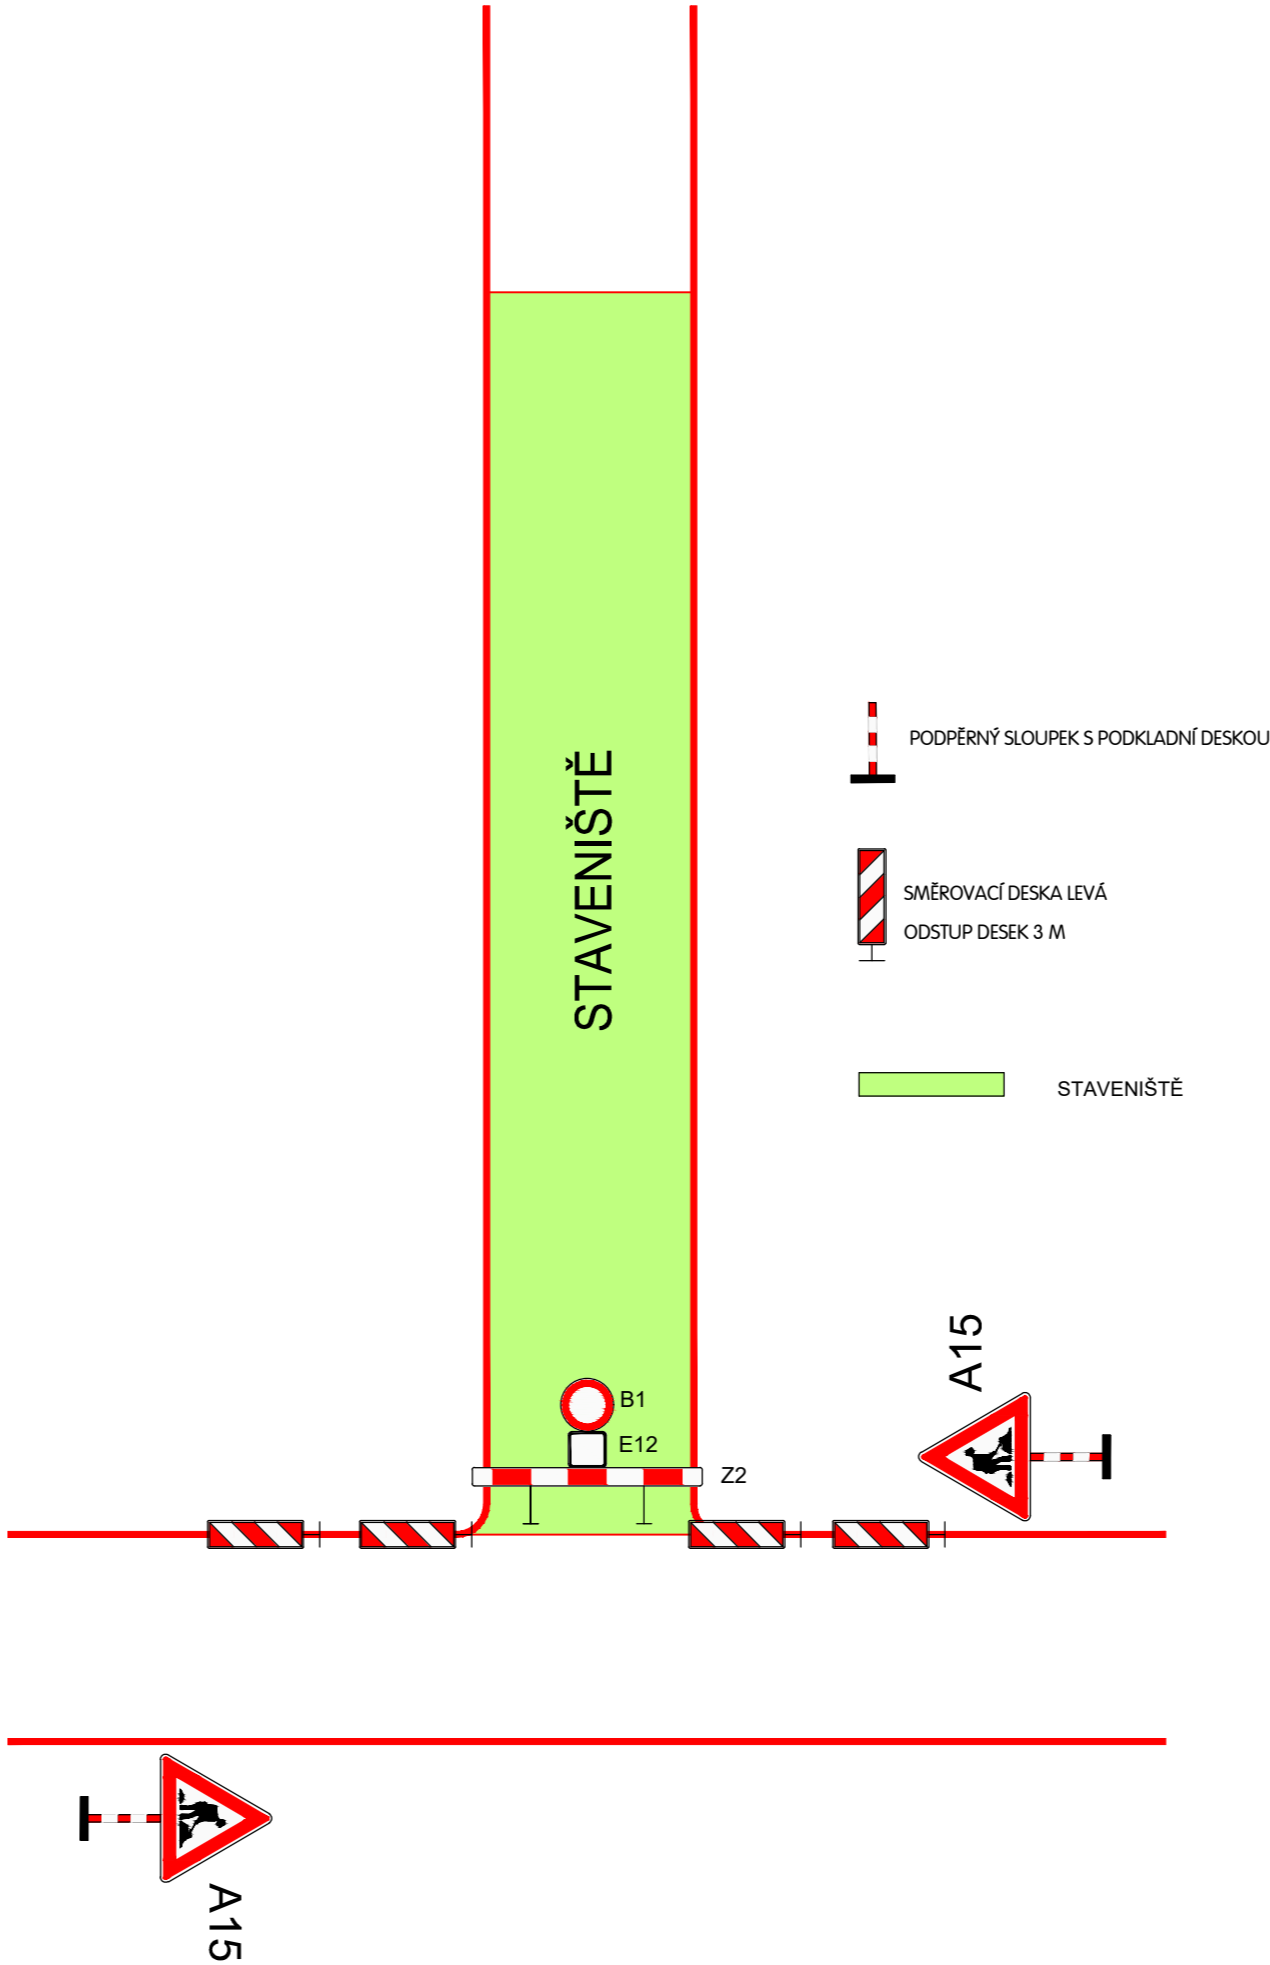 STAVENIŠTĚ
PODPĚRNÝ SLOUPEK S PODKLADNÍ DESKOU
SMĚROVACÍ DESKA LEVÁ
ODSTUP DESEK 3 M
STAVENIŠTĚ
A15
B1
E12
Z2
A15